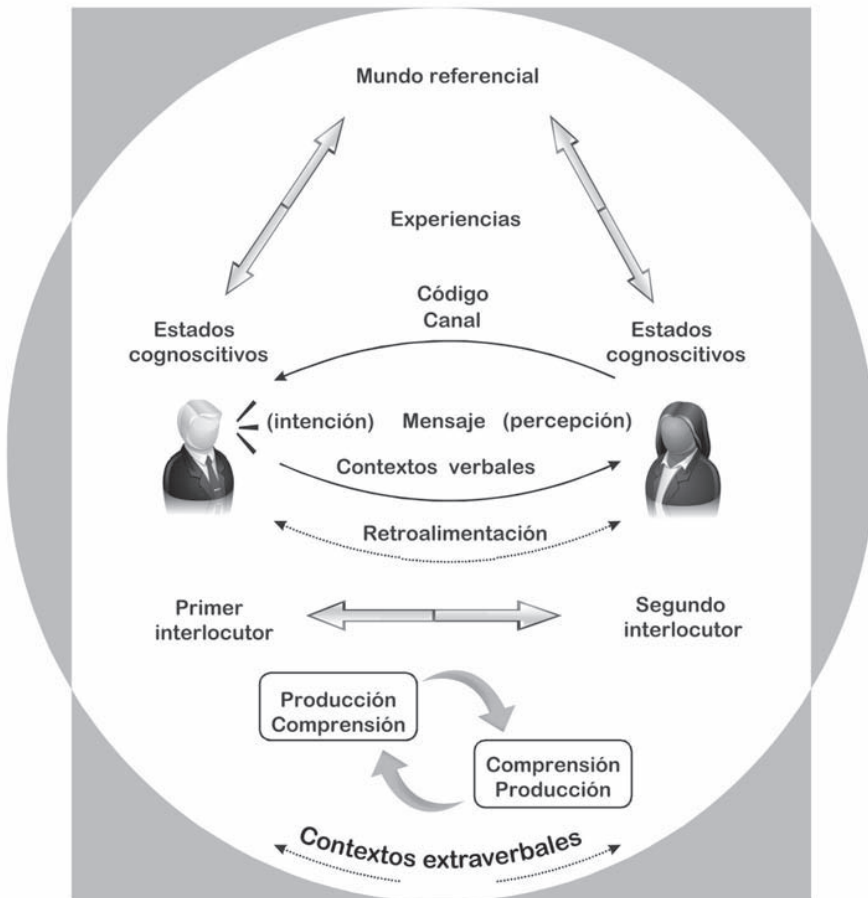 Mundo referencial
Experiencias
Código
Canal
Estados
cognoscitivos
Estados
cognoscitivos
(intención) Mensaje (percepción)
Contextos verbales
Retroalimentación
Primer
interlocutor
Segundo
interlocutor
Producción
Comprensión
Comprensión
Producción
Contextos extraverbales